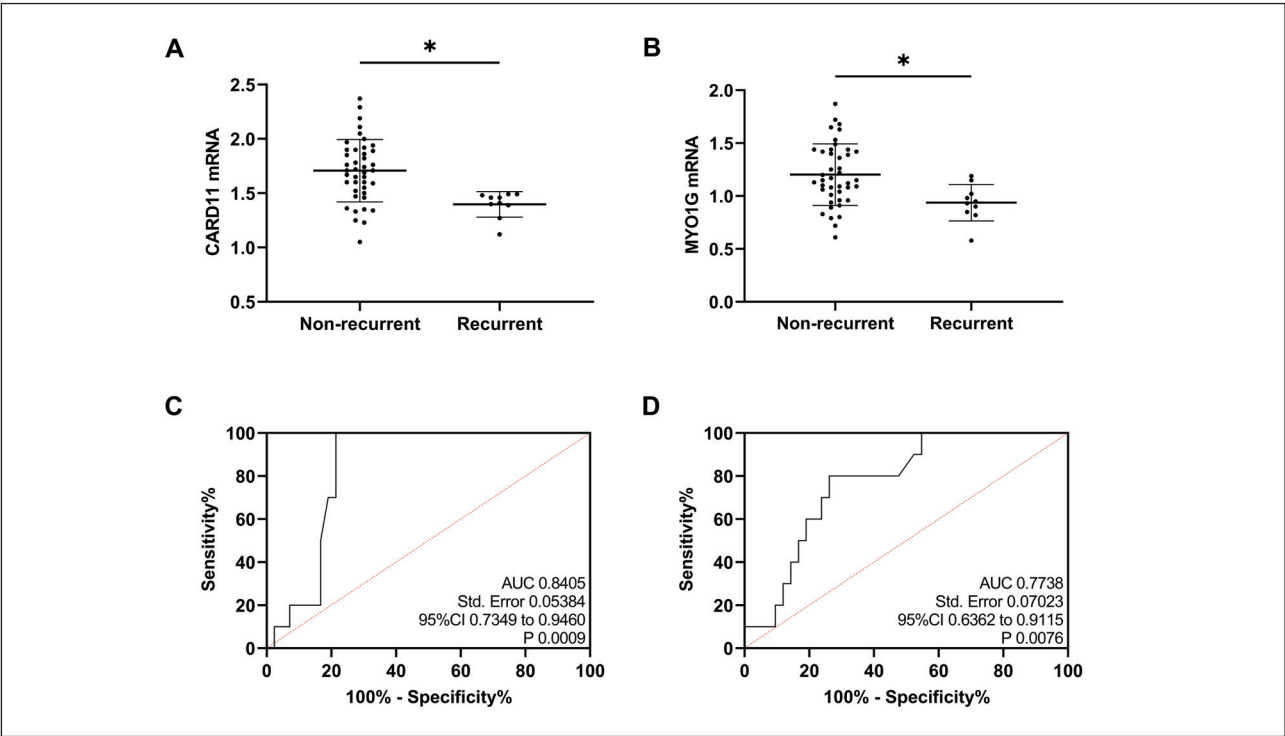 A
*
CARD11 mRNA
2.5
2.0
1.5
1.0
0.5
Non-recurrent Recurrent
B
*
MYO1G mRNA
2.0
1.5
1.0
0.5
0.0
Non-recurrent Recurrent
C
Sensitivity%
100
80
60
40
20
0
AUC 0.8405
Std. Error 0.05384
95%CI 0.7349 to 0.9460
P 0.0009
0 20 40 60 80 100
100% - Specificity%
D
Sensitivity%
100
80
60
40
20
0
AUC 0.7738
Std. Error 0.07023
95%CI 0.6362 to 0.9115
P 0.0076
0 20 40 60 80 100
100% - Specificity%